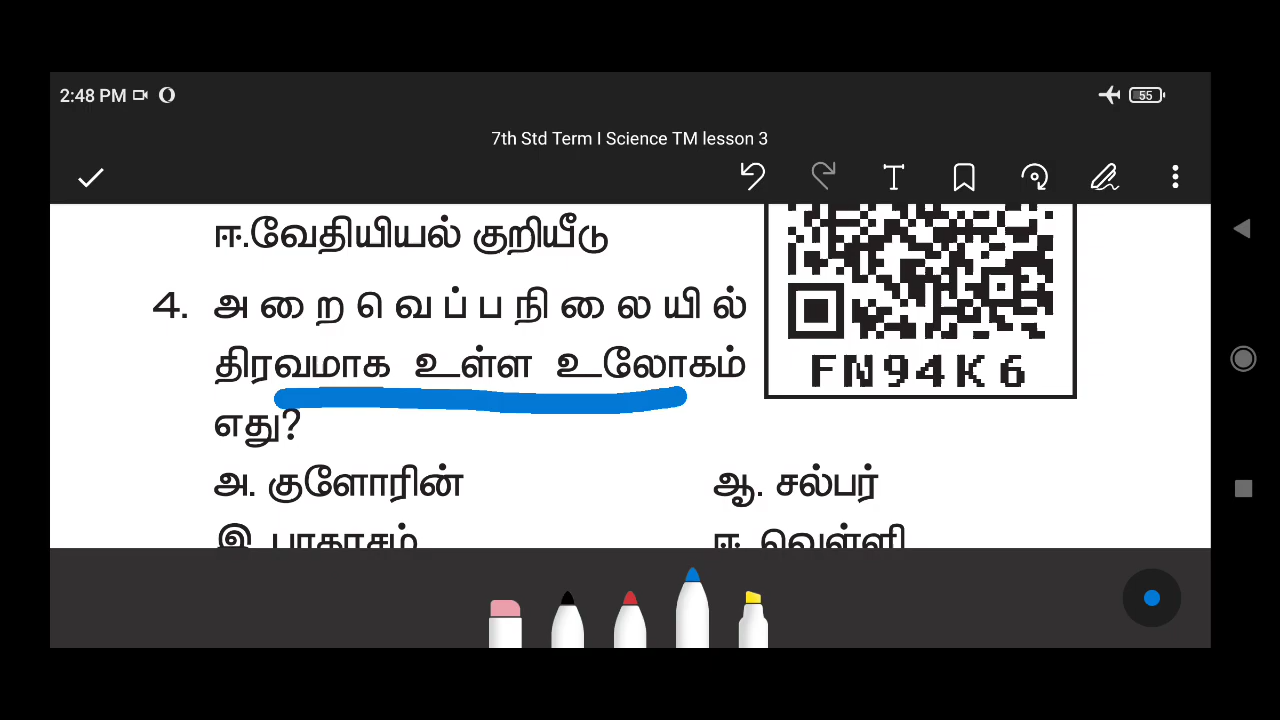 2:48 PM 55
7th Std Term I Science TM lesson 3
ஈ.வேதியியல் குறியீடு
4. அறைவெப்பநிலையில்
திரவமாக உள்ள உலோகம்
எது?
FN94K6
அ. குளோரின் ஆ. சல்பர்
இ. பாதரசம் ஈ. வெள்ளி